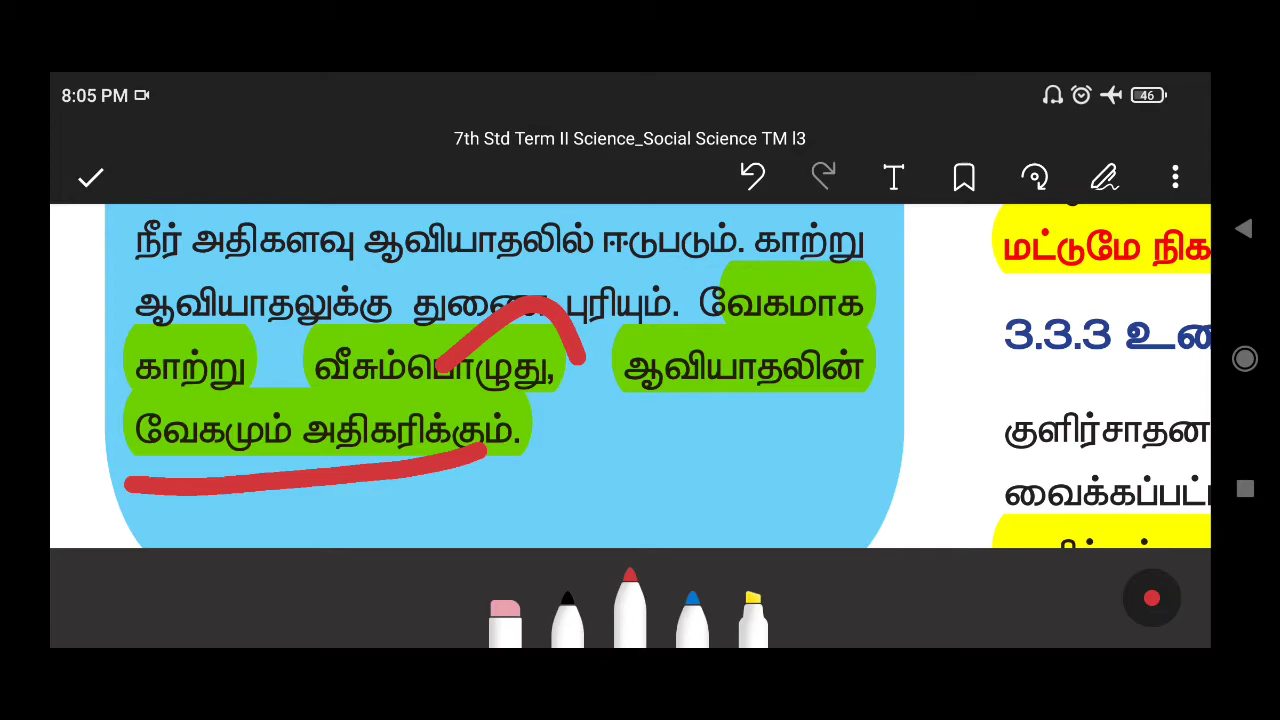 8:05 PM
46
7th Std Term II Science_Social Science TM l3
T
நீர் அதிகளவு ஆவியாதலில் ஈடுபடும். காற்று
ஆவியாதலுக்கு துணை புரியும். வேகமாக
காற்று வீசும்பொழுது, ஆவியாதலின்
வேகமும் அதிகரிக்கும்.
மட்டுமே நிக
3.3.3 உ
குளிர்சாதன
வைக்கப்பட்